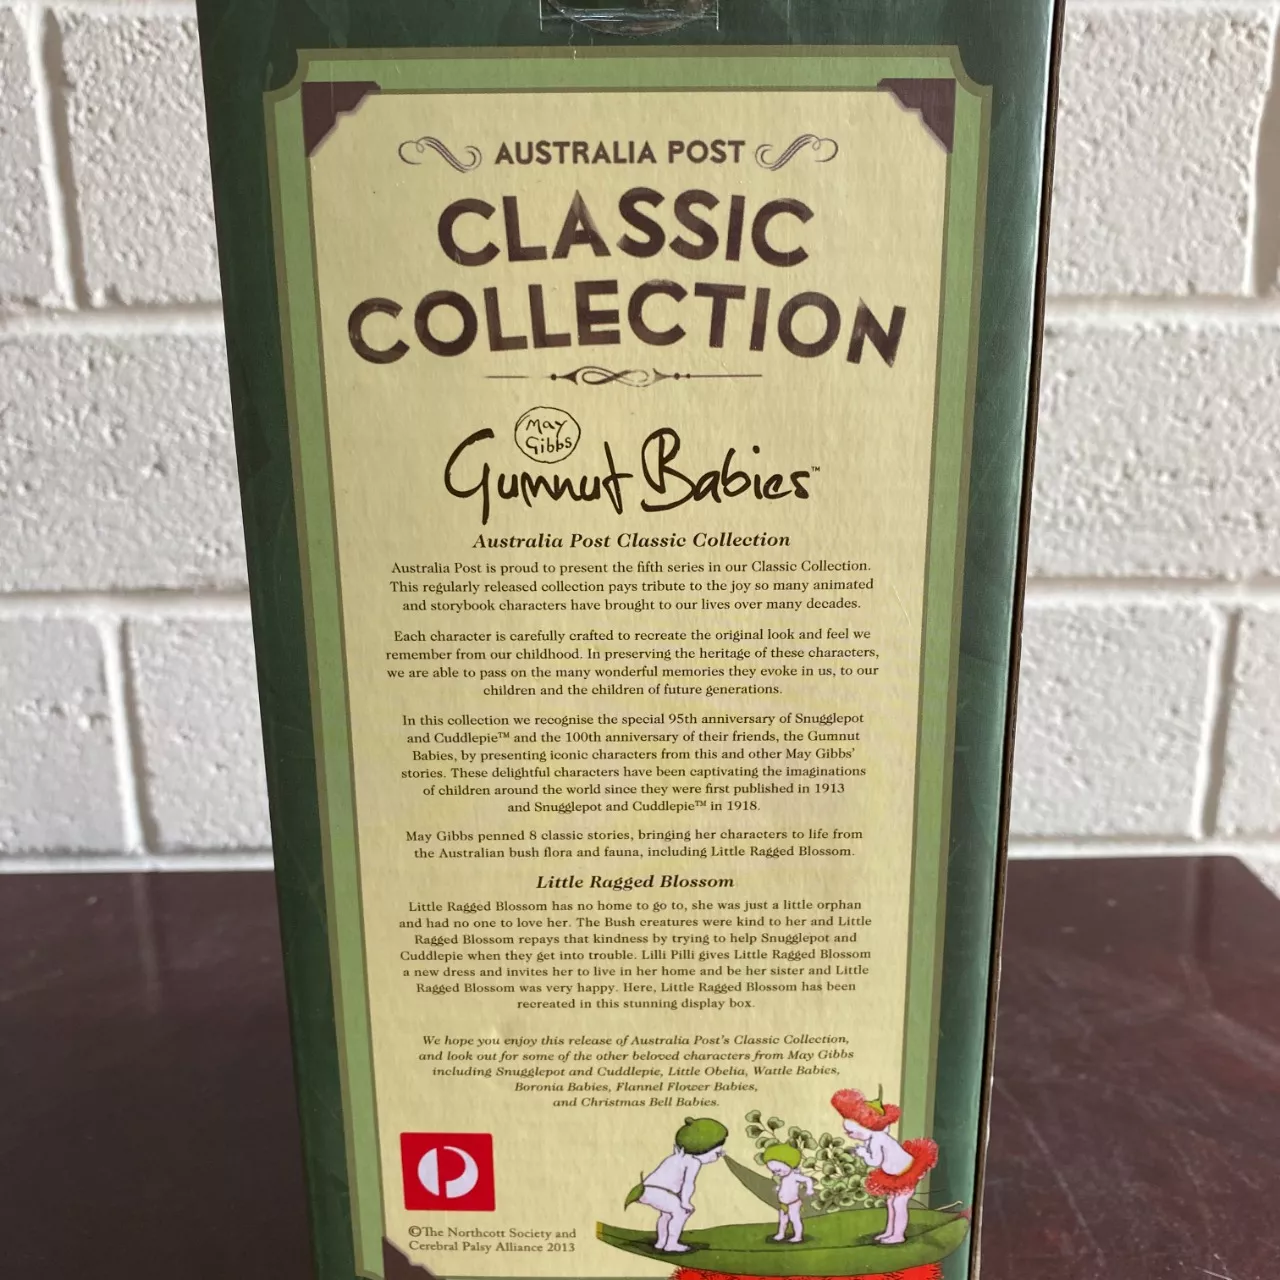 AUSTRALIA POST
CLASSIC
COLLECTION
May
Gibbs
Gumnut Babies™
Australia Post Classic Collection
Australia Post is proud to present the fifth series in our Classic Collection.
This regularly released collection pays tribute to the joy so many animated
and storybook characters have brought to our lives over many decades.
Each character is carefully crafted to recreate the original look and feel we
remember from our childhood. In preserving the heritage of these characters,
we are able to pass on the many wonderful memories they evoke in us, to our
children and the children of future generations.
In this collection we recognise the special 95th anniversary of Snugglepot
and Cuddlepie™ and the 100th anniversary of their friends, the Gumnut
Babies, by presenting iconic characters from this and other May Gibbs'
stories. These delightful characters have been captivating the imaginations
of children around the world since they were first published in 1913
and Snugglepot and Cuddlepie™ in 1918.
May Gibbs penned 8 classic stories, bringing her characters to life from
the Australian bush flora and fauna, including Little Ragged Blossom.
Little Ragged Blossom
Little Ragged Blossom has no home to go to, she was just a little orphan
and had no one to love her. The Bush creatures were kind to her and Little
Ragged Blossom repays that kindness by trying to help Snugglepot and
Cuddlepie when they get into trouble. Lilli Pilli gives Little Ragged Blossom
a new dress and invites her to live in her home and be her sister and Little
Ragged Blossom was very happy. Here, Little Ragged Blossom has been
recreated in this stunning display box.
We hope you enjoy this release of Australia Post's Classic Collection,
and look out for some of the other beloved characters from May Gibbs
including Snugglepot and Cuddlepie, Little Obelia, Wattle Babies,
Boronia Babies, Flannel Flower Babies,
and Christmas Bell Babies.
©The Northcott Society and
Cerebral Palsy Alliance 2013